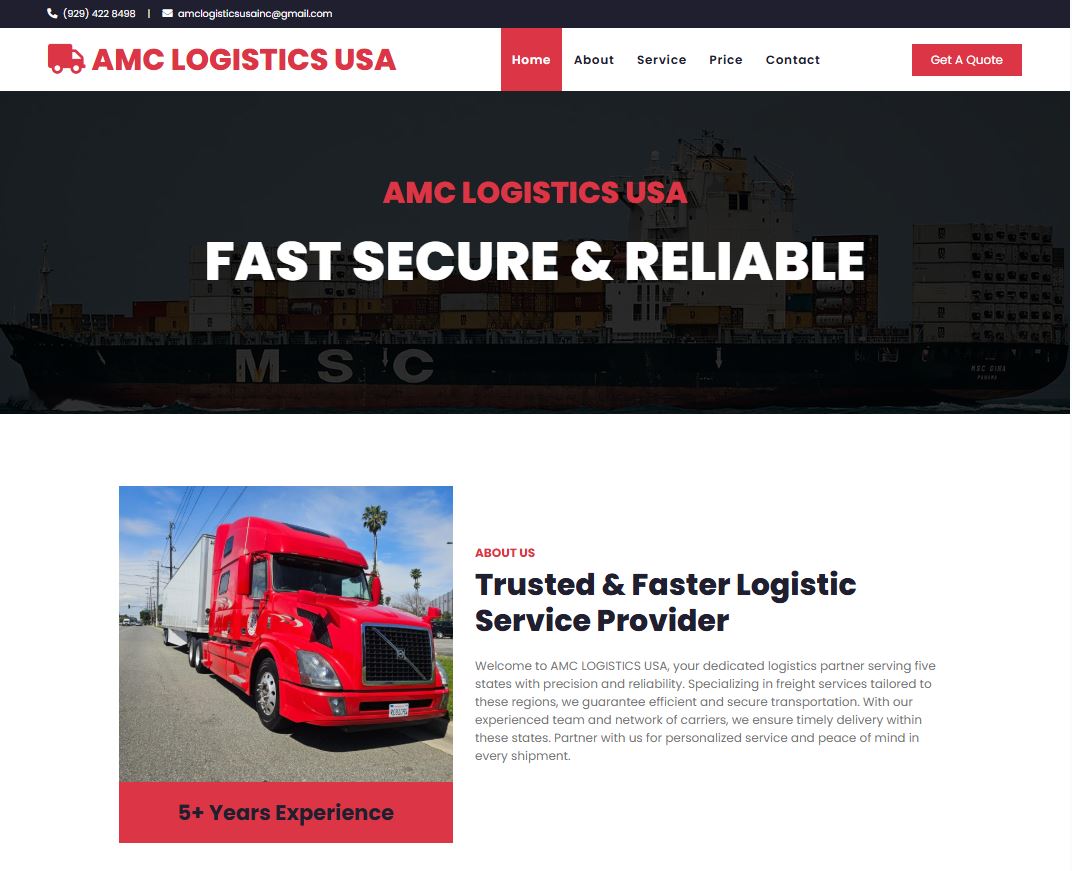 (929) 422 8498 | amclogisticsusainc@gmail.com
AMC LOGISTICS USA
Home About Service Price Contact
Get A Quote
AMC LOGISTICS USA
FAST SECURE & RELIABLE
M S C
MSC GINA
PANAMA
ABOUT US
Trusted & Faster Logistic
Service Provider
Welcome to AMC LOGISTICS USA, your dedicated logistics partner serving five
states with precision and reliability. Specializing in freight services tailored to
these regions, we guarantee efficient and secure transportation. With our
experienced team and network of carriers, we ensure timely delivery within
these states. Partner with us for personalized service and peace of mind in
every shipment.
5+ Years Experience